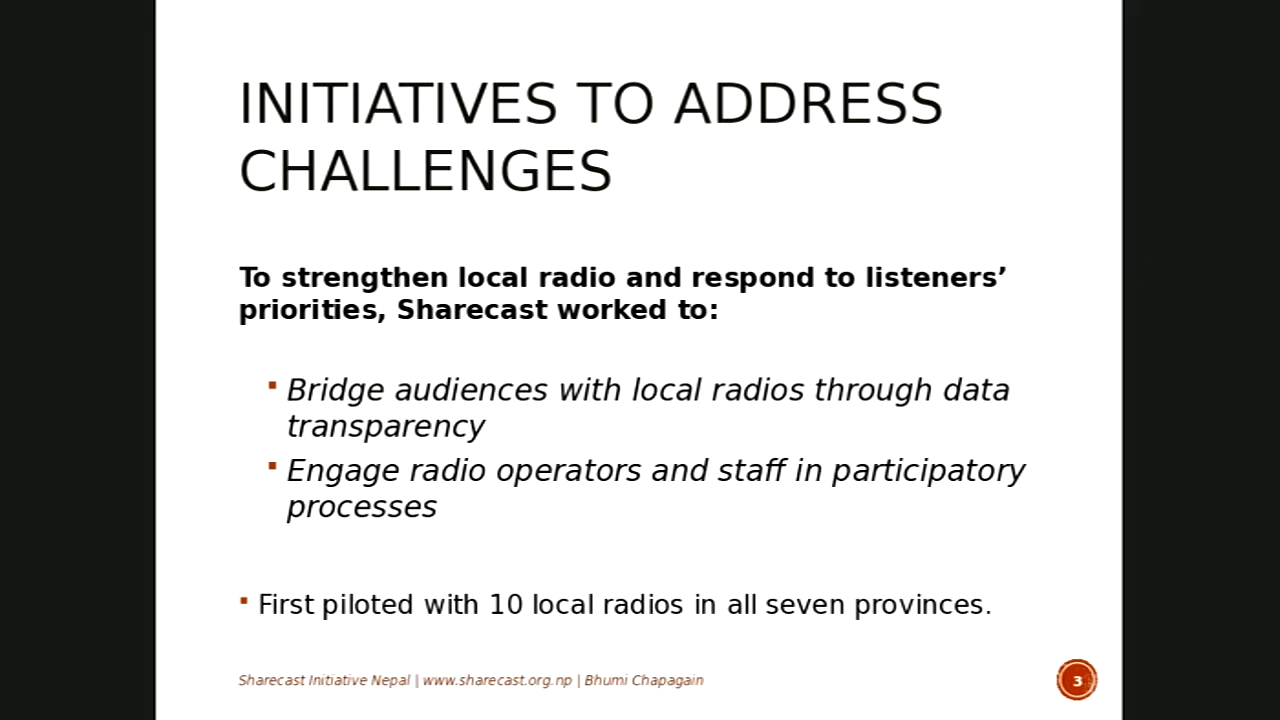 INITIATIVES TO ADDRESS
CHALLENGES
To strengthen local radio and respond to listeners’
priorities, Sharecast worked to:
▪ Bridge audiences with local radios through data
transparency
▪ Engage radio operators and staff in participatory
processes
▪ First piloted with 10 local radios in all seven provinces.
Sharecast Initiative Nepal | www.sharecast.org.np | Bhumi Chapagain
3